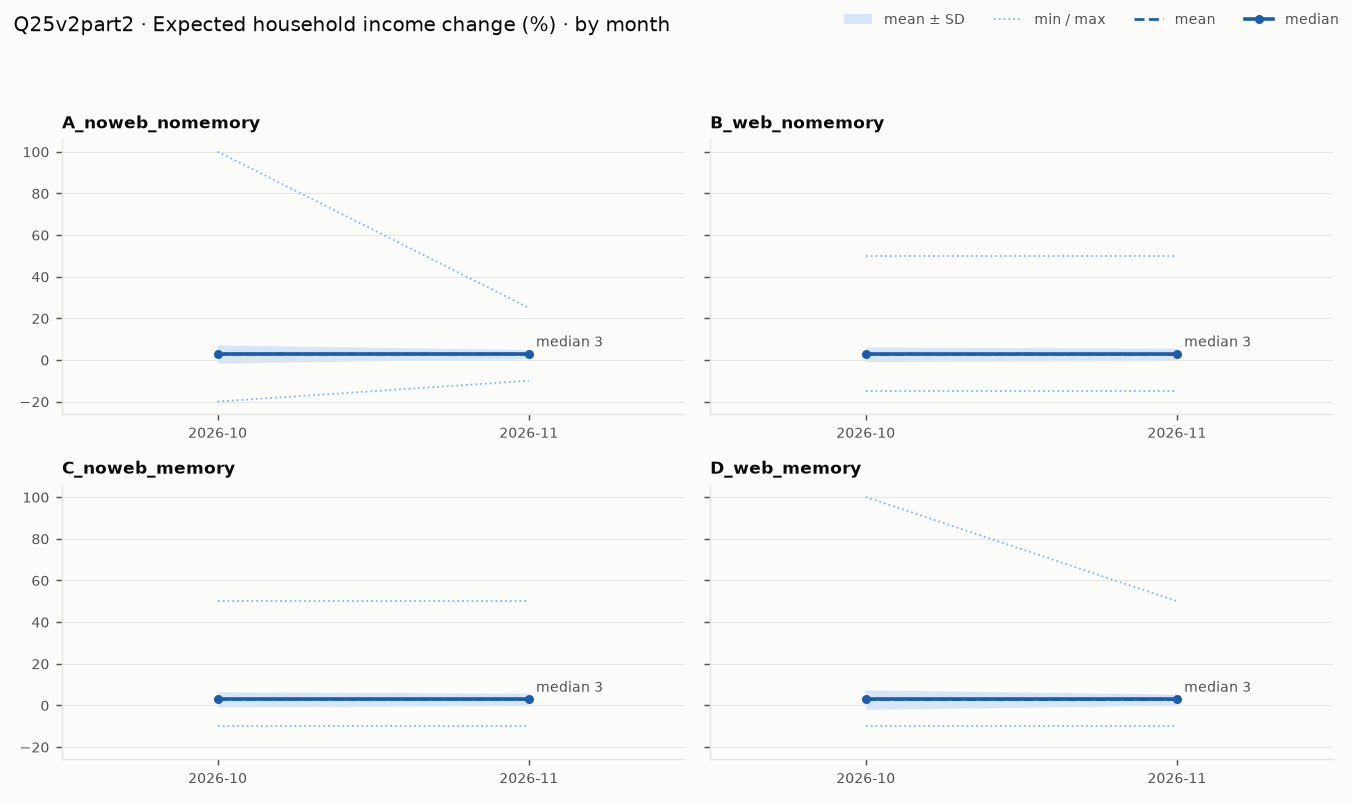 Q25v2part2 · Expected household income change (%) · by month
mean ± SD min / max mean median
A_noweb_nomemory
100
80
60
40
20
0
−20
median 3
2026-10 2026-11
B_web_nomemory
median 3
2026-10 2026-11
C_noweb_memory
100
80
60
40
20
0
−20
median 3
2026-10 2026-11
D_web_memory
median 3
2026-10 2026-11